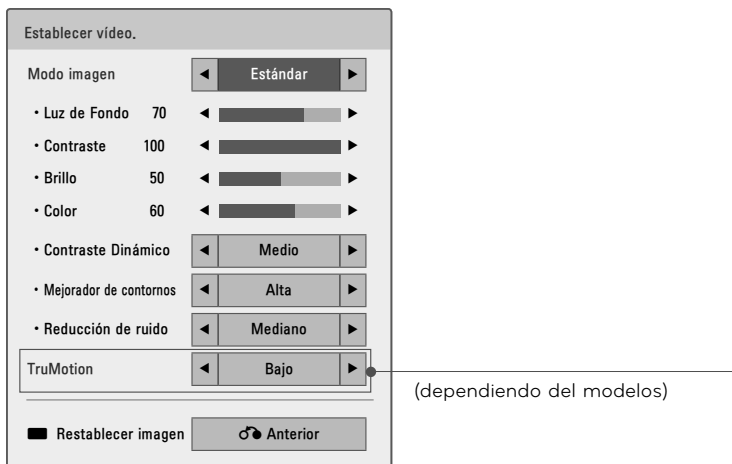 Establecer vídeo.
Modo imagen ◀ Estándar ▶
• Luz de Fondo 70 ◀ ▶
• Contraste 100 ◀ ▶
• Brillo 50 ◀ ▶
• Color 60 ◀ ▶
• Contraste Dinámico ◀ Medio ▶
• Mejorador de contornos ◀ Alta ▶
• Reducción de ruido ◀ Mediano ▶
TruMotion ◀ Bajo ▶
(dependiendo del modelos)
Restablecer imagen Anterior